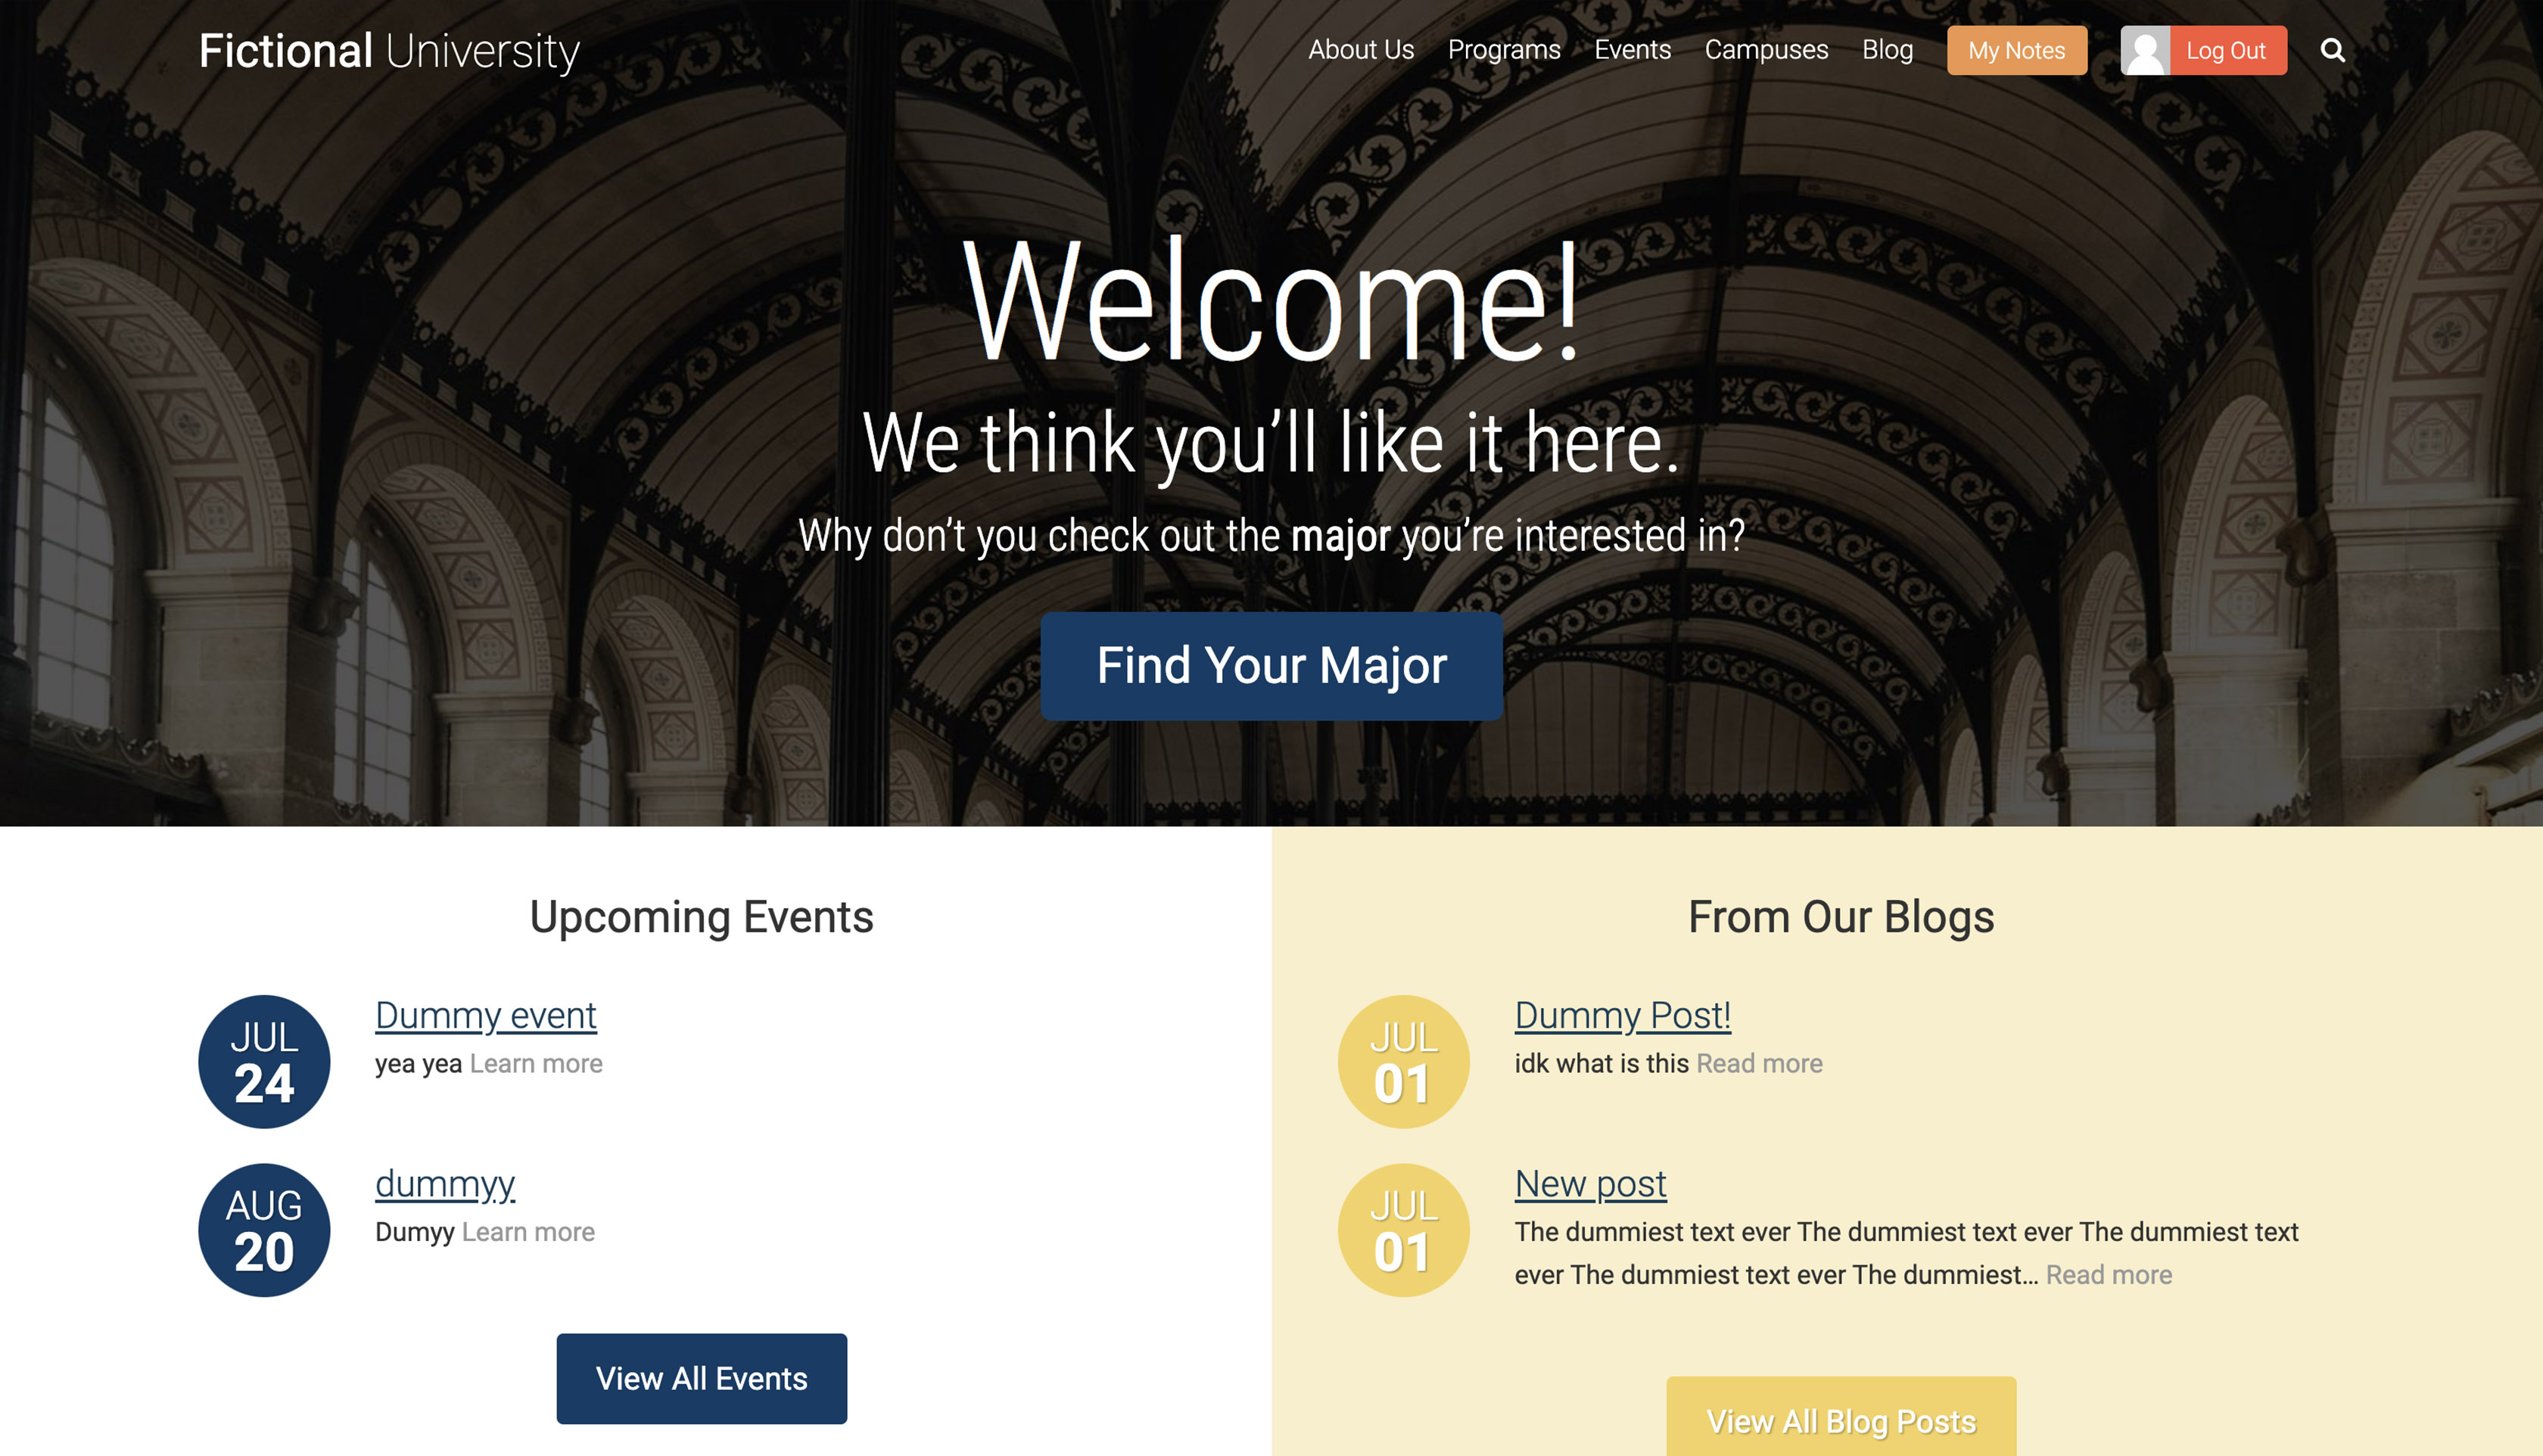 Fictional University
About Us Programs Events Campuses Blog My Notes Log Out
Welcome!
We think you’ll like it here.
Why don’t you check out the major you’re interested in?
Find Your Major
Upcoming Events
JUL
24
Dummy event
yea yea Learn more
AUG
20
dummyy
Dumyy Learn more
View All Events
From Our Blogs
JUL
01
Dummy Post!
idk what is this Read more
JUL
01
New post
The dummiest text ever The dummiest text ever The dummiest text
ever The dummiest text ever The dummiest… Read more
View All Blog Posts